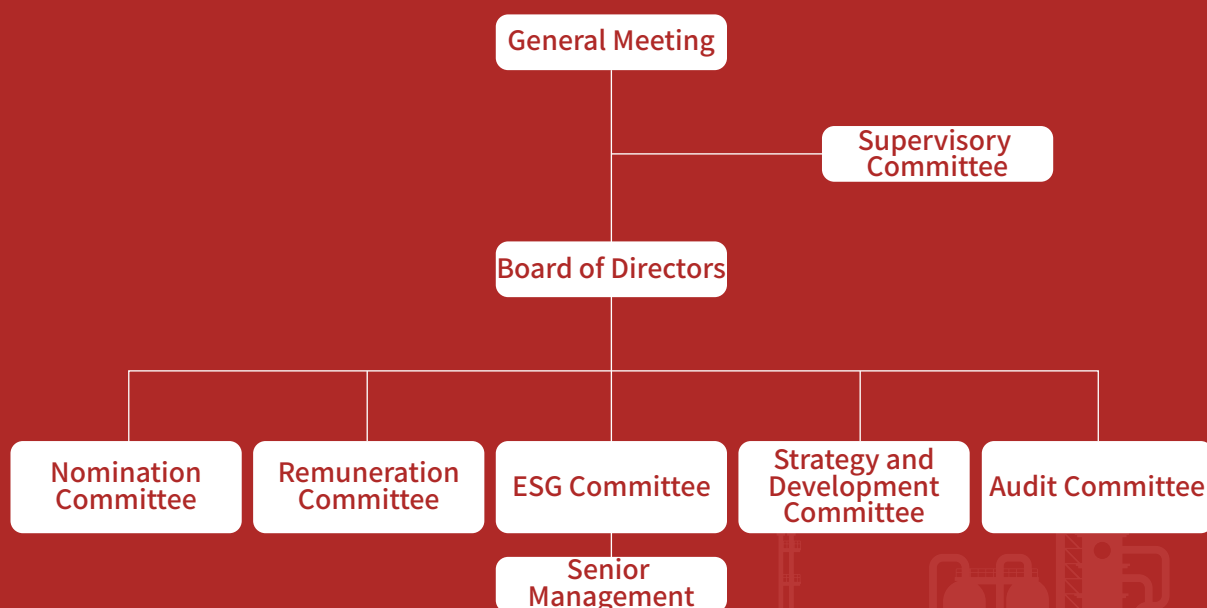 General Meeting
Supervisory
Committee
Board of Directors
Nomination
Committee
Remuneration
Committee
ESG Committee
Strategy and
Development
Committee
Audit Committee
Senior
Management